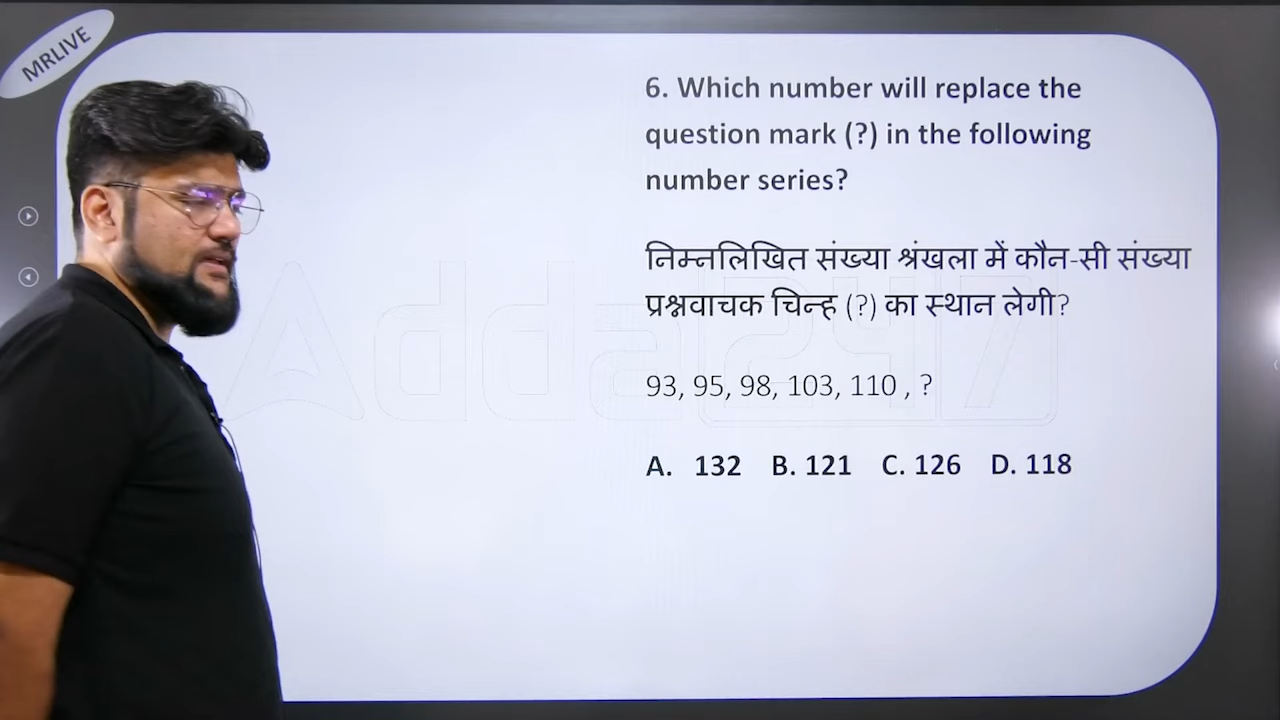 MRLIVE
6. Which number will replace the
question mark (?) in the following
number series?
निम्नलिखित संख्या श्रंखला में कौन-सी संख्या
प्रश्नवाचक चिन्ह (?) का स्थान लेगी?
93, 95, 98, 103, 110 , ?
A. 132 B. 121 C. 126 D. 118
Adda247